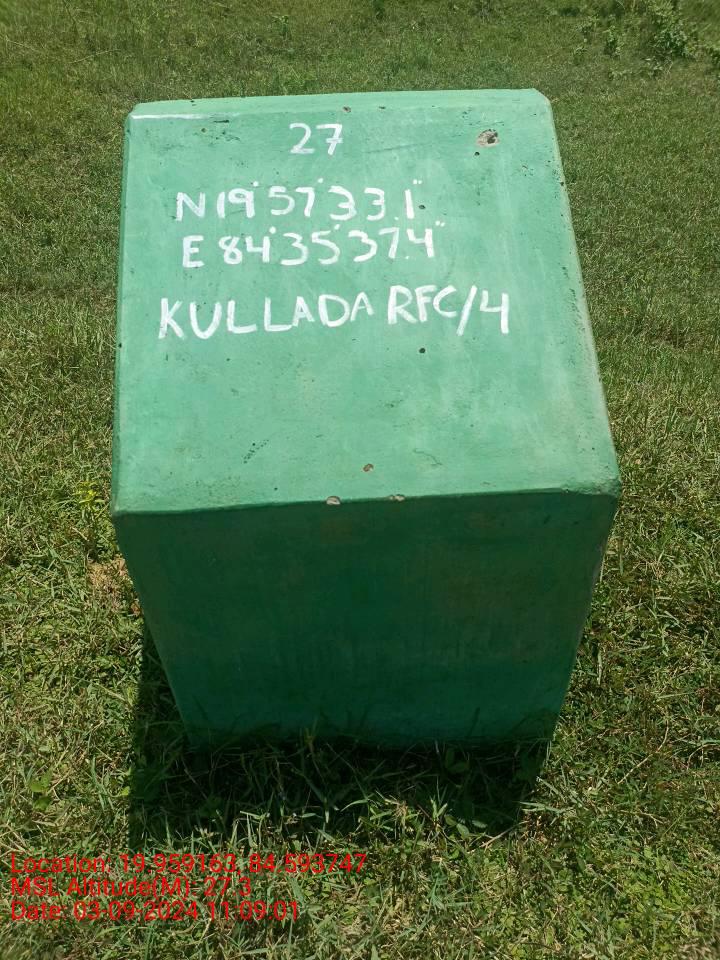 27
N 19°57'33.1"
E 84°35'37.4"
KULLADA RFC/4
Location: 19.959163, 84.593747
MSL Altitude(M): 27.3
Date: 03-09-2024 11:09:01